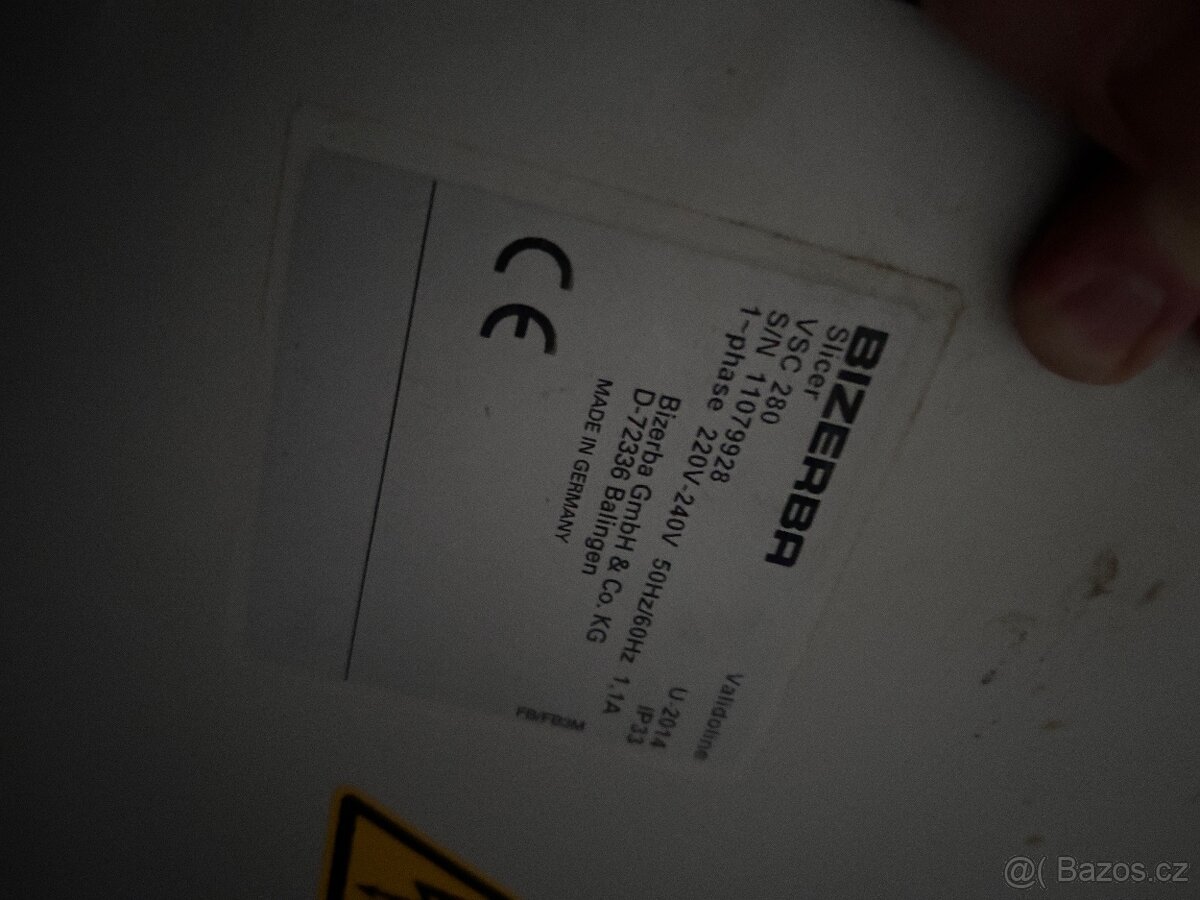 BIZERBA
Slicer Validoline
VSC 280
S/N 11079928 U-2014
1~phase 220V-240V 50Hz/60Hz 1.1A IP33
Bizerba GmbH & Co. KG
D-72336 Balingen
MADE IN GERMANY
FB/FB3M
CE
@( Bazos.cz